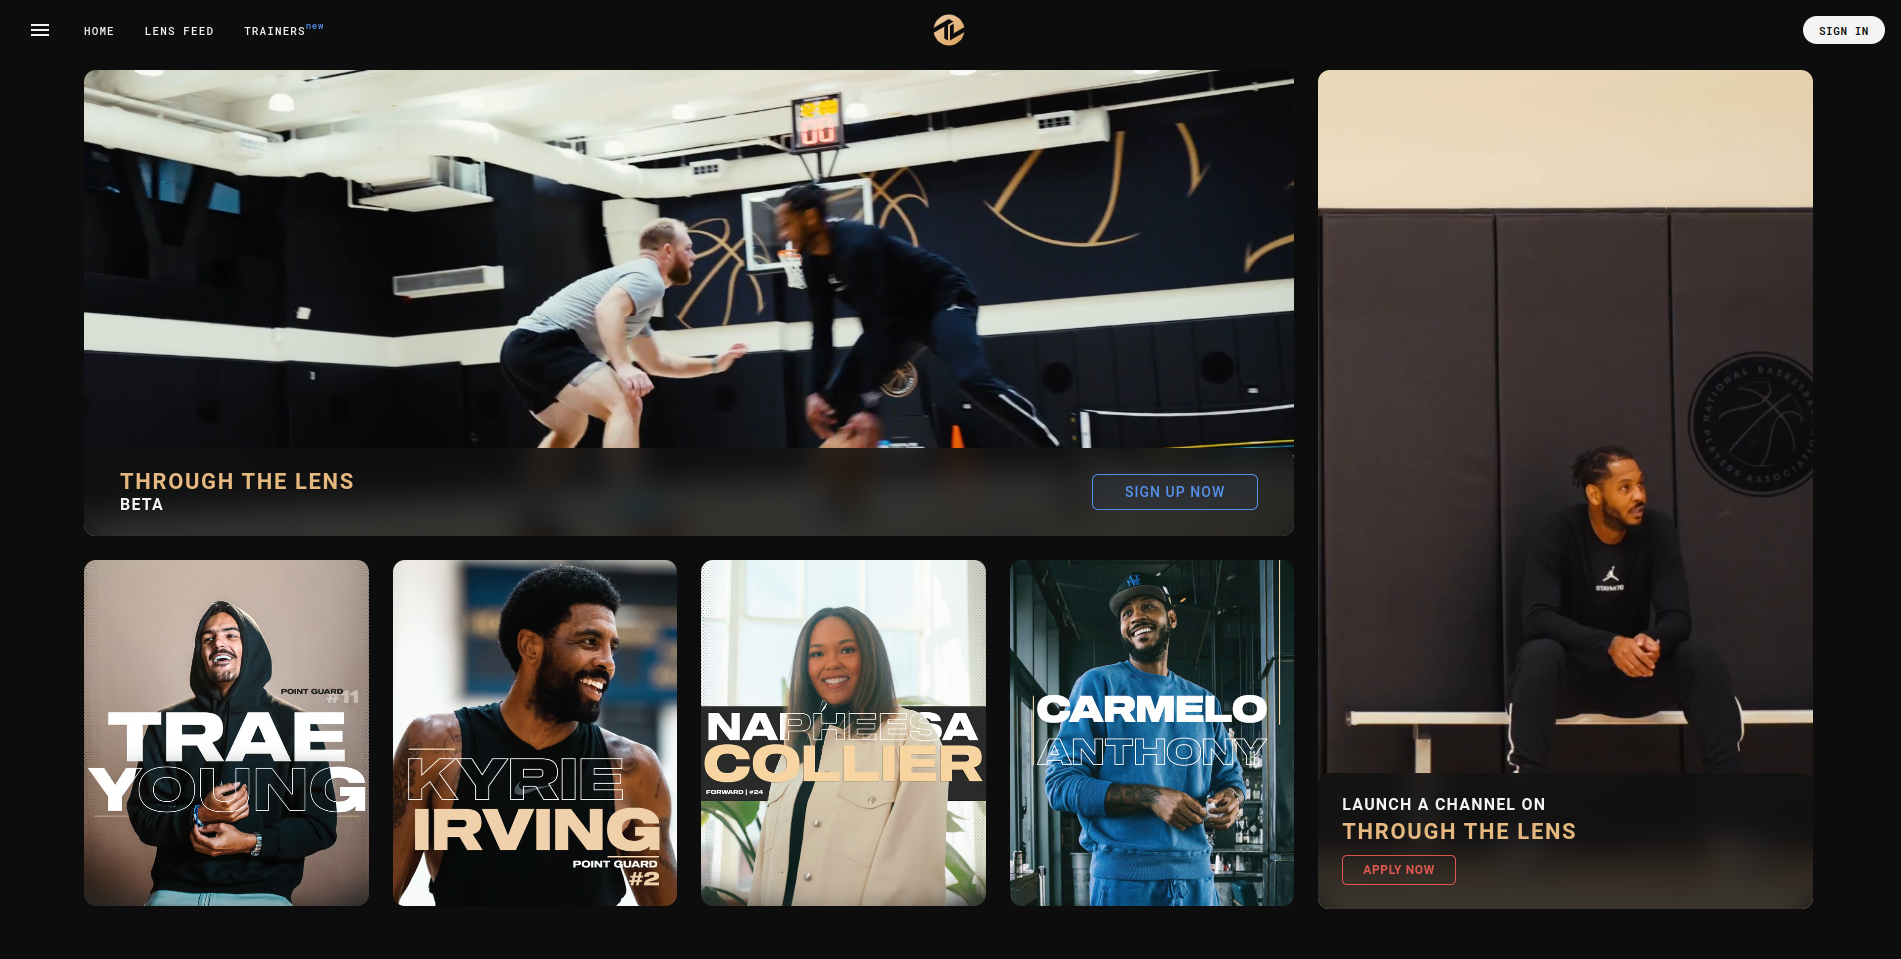 HOME
LENS FEED
TRAINERS new
SIGN IN
THROUGH THE LENS
BETA
SIGN UP NOW
POINT GUARD
#11
TRAE
YOUNG
KYRIE
IRVING
POINT GUARD
#2
NAPHEESA
COLLIER
FORWARD | #24
CARMELO
ANTHONY
NATIONAL BASKETBALL
PLAYERS ASSOCIATION
LAUNCH A CHANNEL ON
THROUGH THE LENS
APPLY NOW